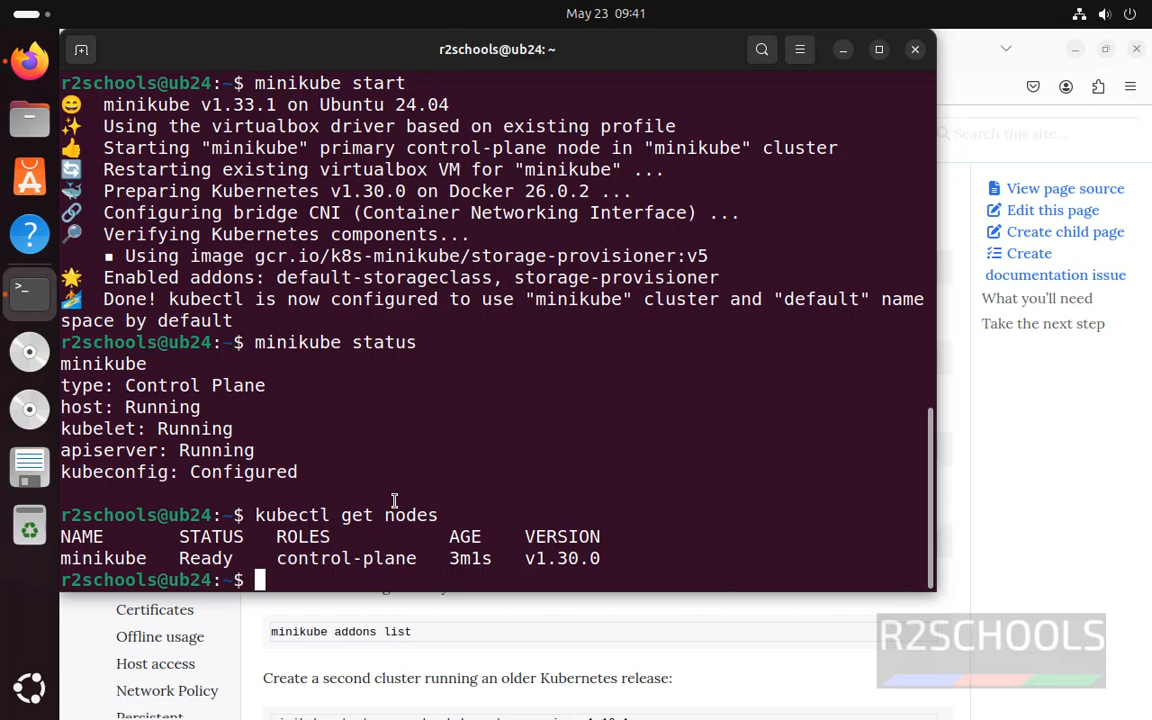 May 23 09:41
r2schools@ub24: ~
r2schools@ub24:~$ minikube start
😄 minikube v1.33.1 on Ubuntu 24.04
✨ Using the virtualbox driver based on existing profile
👍 Starting "minikube" primary control-plane node in "minikube" cluster
🔄 Restarting existing virtualbox VM for "minikube" ...
🐳 Preparing Kubernetes v1.30.0 on Docker 26.0.2 ...
🔗 Configuring bridge CNI (Container Networking Interface) ...
🔎 Verifying Kubernetes components...
▪ Using image gcr.io/k8s-minikube/storage-provisioner:v5
🌟 Enabled addons: default-storageclass, storage-provisioner
🏄 Done! kubectl is now configured to use "minikube" cluster and "default" name
space by default
r2schools@ub24:~$ minikube status
minikube
type: Control Plane
host: Running
kubelet: Running
apiserver: Running
kubeconfig: Configured
r2schools@ub24:~$ kubectl get nodes
NAME STATUS ROLES AGE VERSION
minikube Ready control-plane 3m1s v1.30.0
r2schools@ub24:~$
Search this site...
View page source
Edit this page
Create child page
Create
documentation issue
What you'll need
Take the next step
Certificates
Offline usage
Host access
Network Policy
Persistent
minikube addons list
Create a second cluster running an older Kubernetes release:
R2SCHOOLS